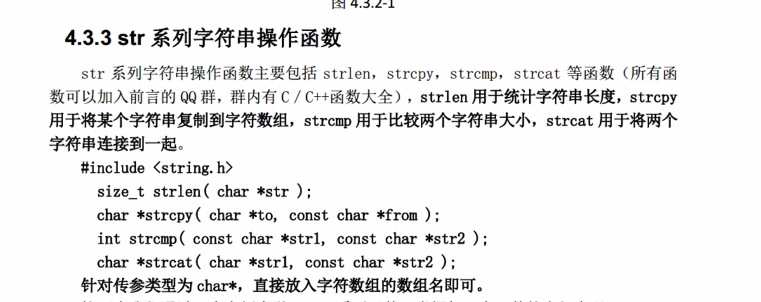 图 4.3.2-1
4.3.3 str 系列字符串操作函数
str 系列字符串操作函数主要包括 strlen，strcpy，strcmp，strcat 等函数（所有函
数可以加入前言的 QQ 群，群内有 C／C++函数大全），strlen 用于统计字符串长度，strcpy
用于将某个字符串复制到字符数组，strcmp 用于比较两个字符串大小，strcat 用于将两个
字符串连接到一起。
#include <string.h>
size_t strlen( char *str );
char *strcpy( char *to, const char *from );
int strcmp( const char *str1, const char *str2 );
char *strcat( char *str1, const char *str2 );
针对传参类型为 char*，直接放入字符数组的数组名即可。